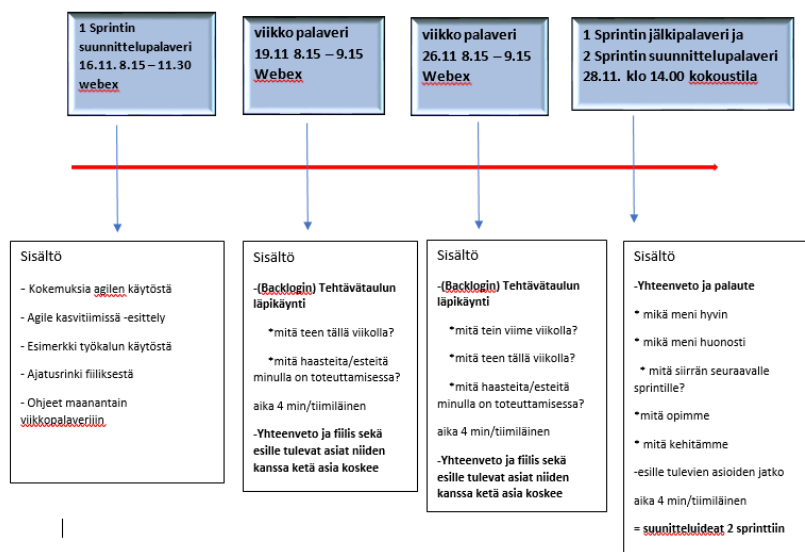 1 Sprintin
suunnittelupalaveri
16.11. 8.15 – 11.30
webex
viikko palaveri
19.11 8.15 – 9.15
Webex
viikko palaveri
26.11 8.15 – 9.15
Webex
1 Sprintin jälkipalaveri ja
2 Sprintin suunnittelupalaveri
28.11. klo 14.00 kokoustila
Sisältö
- Kokemuksia agilen käytöstä
- Agile kasvitiimissä -esittely
- Esimerkki työkalun käytöstä
- Ajatusrinki fiiliksestä
- Ohjeet maanantain
viikkopalaverijin
Sisältö
-(Backlogin) Tehtävätaulun
läpikäynti
*mitä teen tällä viikolla?
*mitä haasteita/esteitä
minulla on toteuttamisessa?
aika 4 min/tiimiläinen
-Yhteenveto ja fiilis sekä
esille tulevat asiat niiden
kanssa ketä asia koskee
Sisältö
-(Backlogin) Tehtävätaulun
läpikäynti
*mitä tein viime viikolla?
*mitä teen tällä viikolla?
*mitä haasteita/esteitä
minulla on toteuttamisessa?
aika 4 min/tiimiläinen
-Yhteenveto ja fiilis sekä
esille tulevat asiat niiden
kanssa ketä asia koskee
Sisältö
-Yhteenveto ja palaute
* mikä meni hyvin
* mikä meni huonosti
* mitä siirrän seuraavalle
sprintille?
*mitä opimme
* mitä kehitämme
-esille tulevien asioiden jatko
aika 4 min/tiimiläinen
= suunnitteluideat 2 sprinttiin